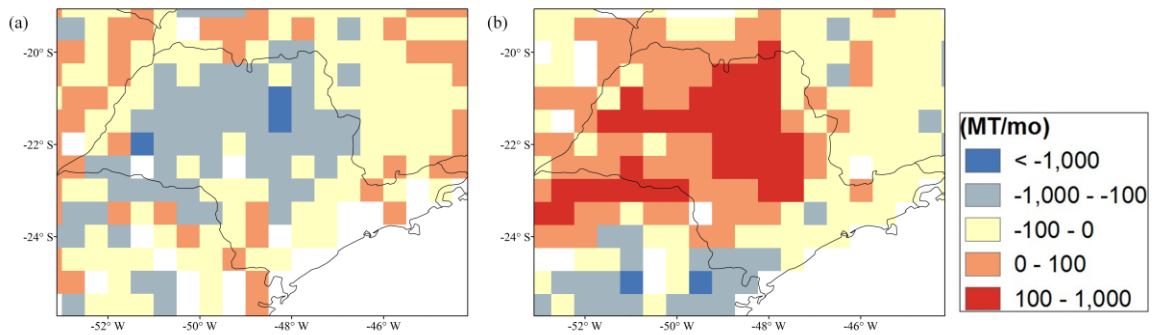 (a)
(b)
-20° S
-22° S
-24° S
-52° W
-50° W
-48° W
-46° W
-20° S
-22° S
-24° S
-52° W
-50° W
-48° W
-46° W
(MT/mo)
< -1,000
-1,000 - -100
-100 - 0
0 - 100
100 - 1,000